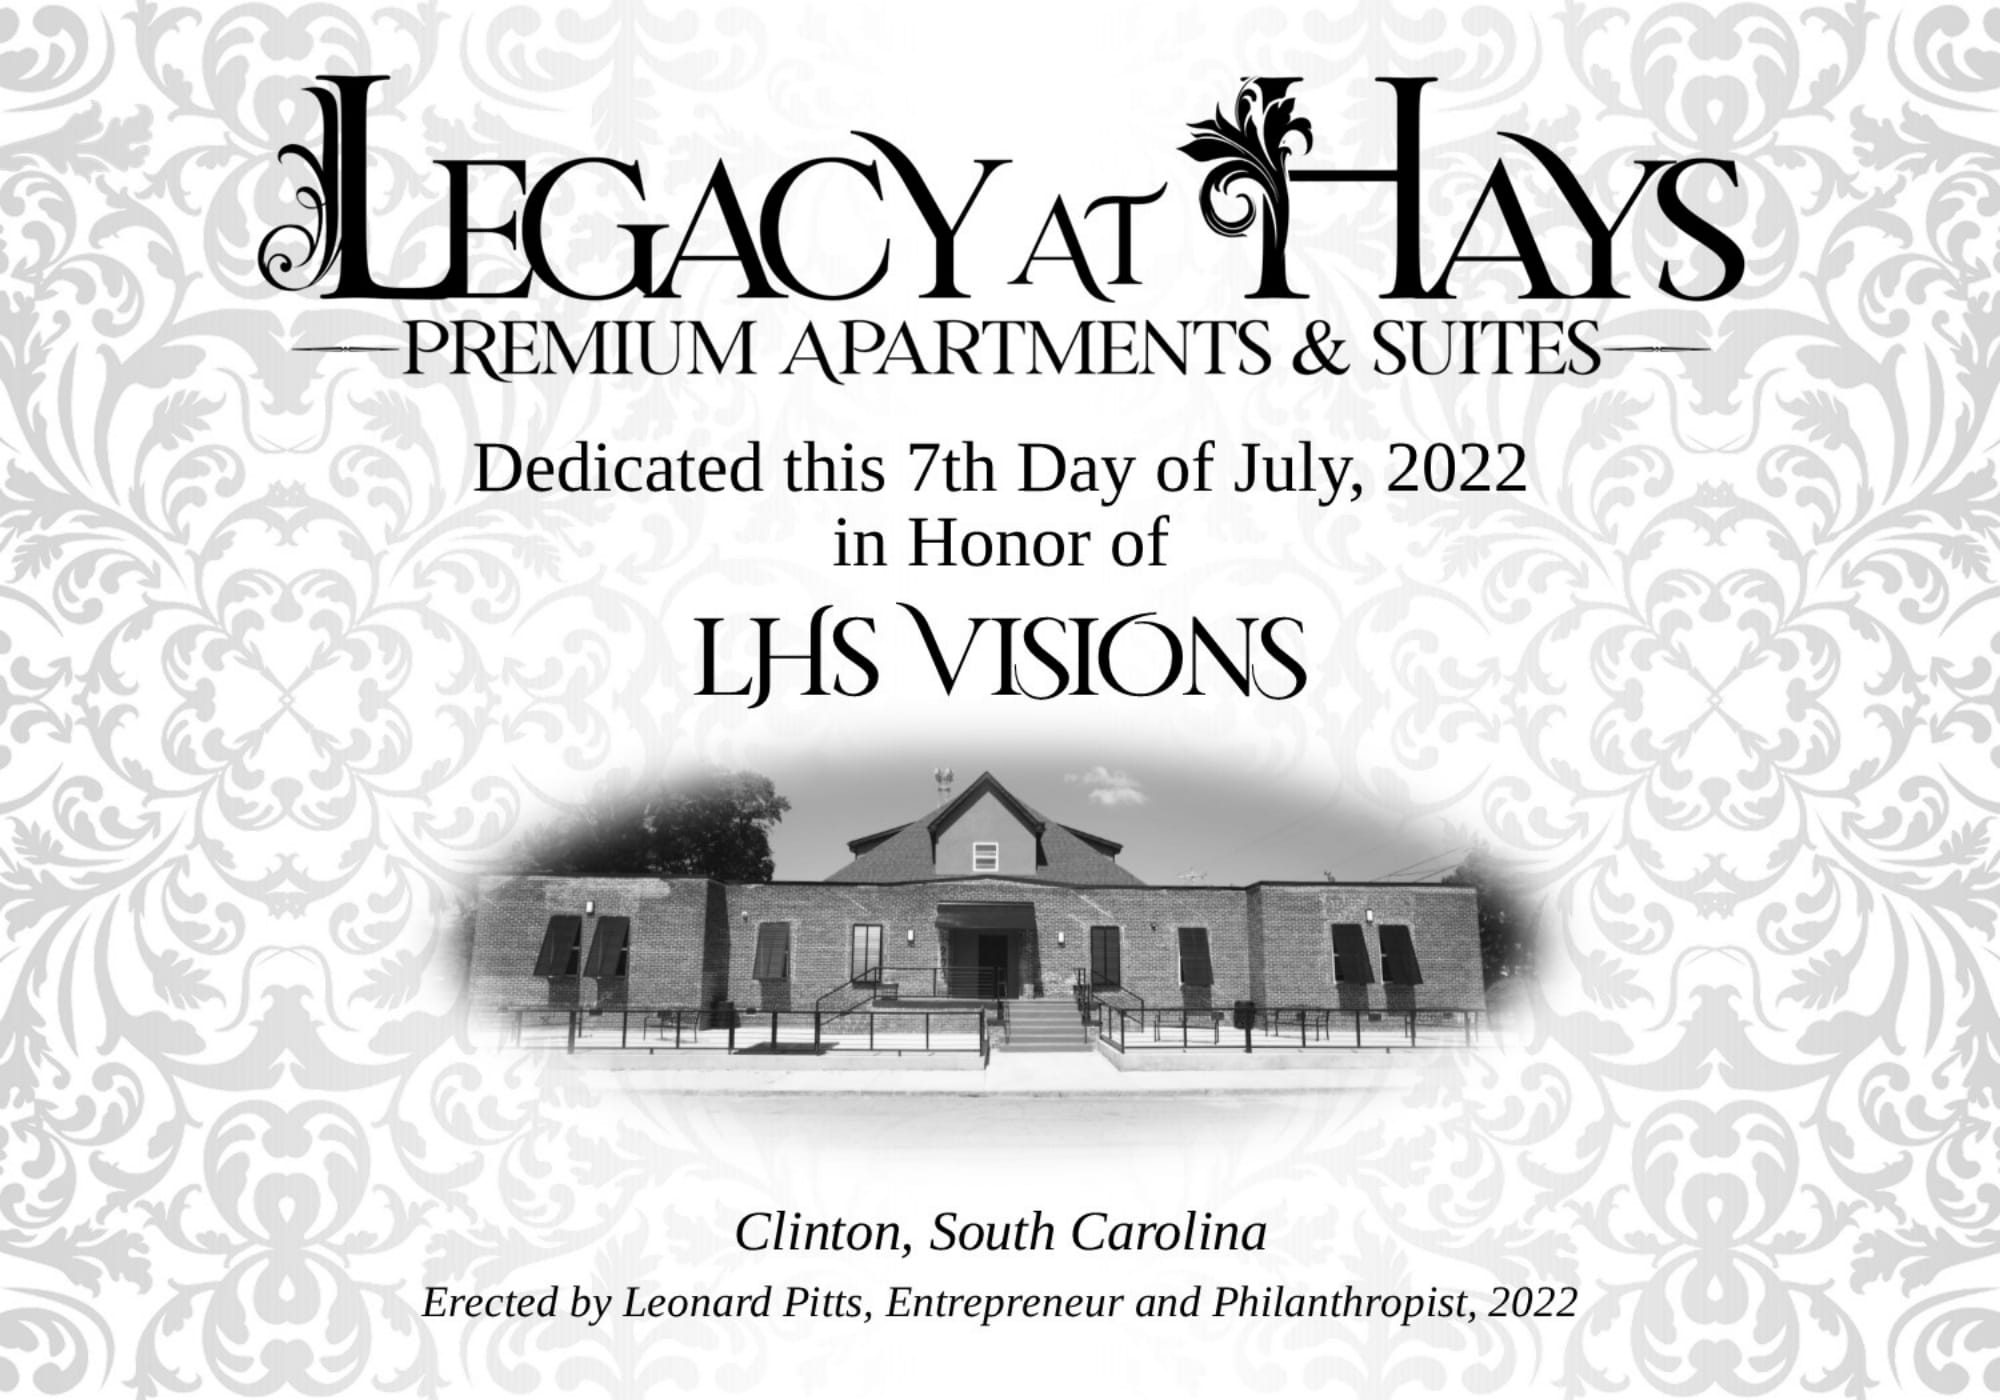 LEGACY AT HAYS
PREMIUM APARTMENTS & SUITES
Dedicated this 7th Day of July, 2022
in Honor of
LHS VISIONS
Clinton, South Carolina
Erected by Leonard Pitts, Entrepreneur and Philanthropist, 2022